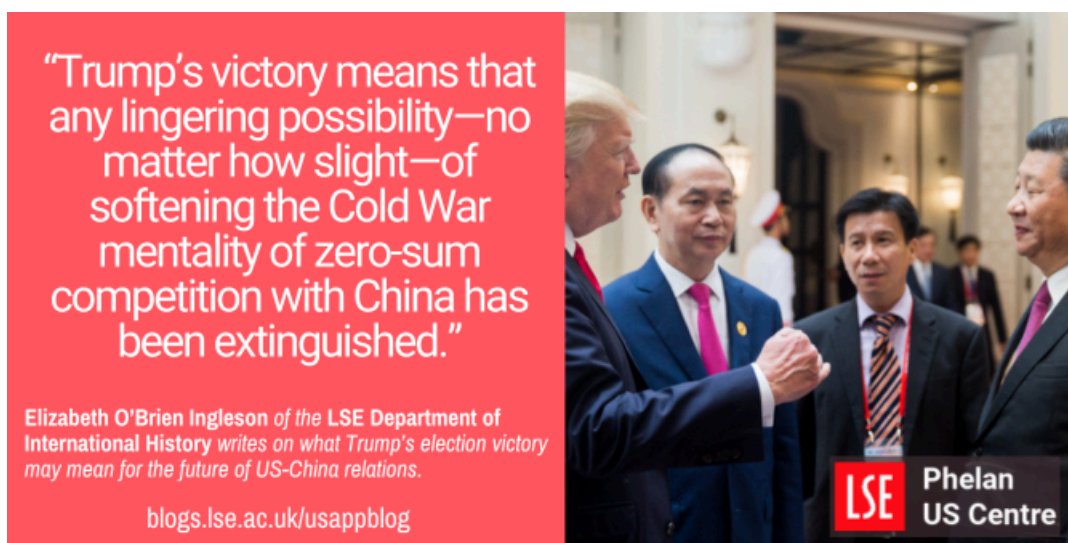 “Trump’s victory means that
any lingering possibility—no
matter how slight—of
softening the Cold War
mentality of zero-sum
competition with China has
been extinguished.”
Elizabeth O’Brien Ingleson of the LSE Department of
International History writes on what Trump’s election victory
may mean for the future of US-China relations.
blogs.lse.ac.uk/usappblog
LSE
Phelan
US Centre